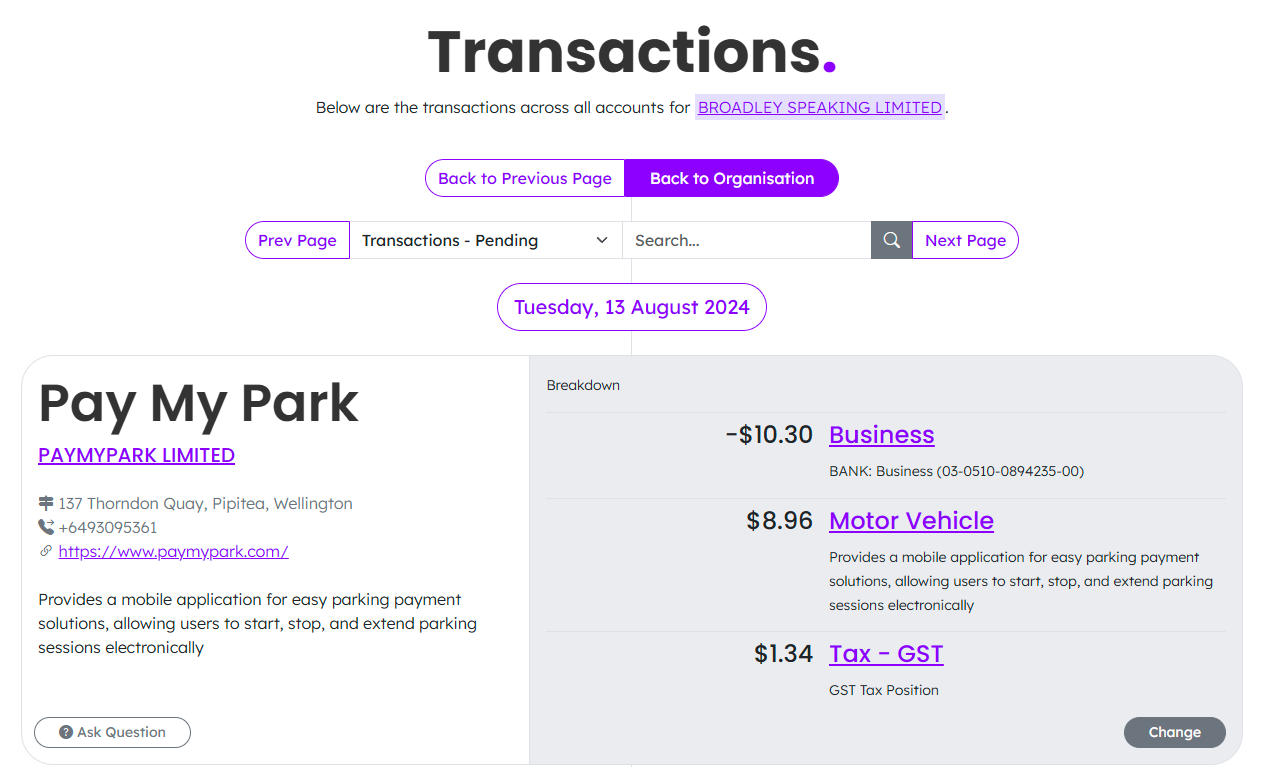 Transactions.
Below are the transactions across all accounts for BROADLEY SPEAKING LIMITED.
Back to Previous Page Back to Organisation
Prev Page Transactions - Pending Search... Next Page
Tuesday, 13 August 2024
Pay My Park
PAYMYPARK LIMITED
137 Thorndon Quay, Pipitea, Wellington
+6493095361
https://www.paymypark.com/
Provides a mobile application for easy parking payment
solutions, allowing users to start, stop, and extend parking
sessions electronically
Ask Question
Breakdown
-$10.30 Business
BANK: Business (03-0510-0894235-00)
$8.96 Motor Vehicle
Provides a mobile application for easy parking payment
solutions, allowing users to start, stop, and extend parking
sessions electronically
$1.34 Tax - GST
GST Tax Position
Change